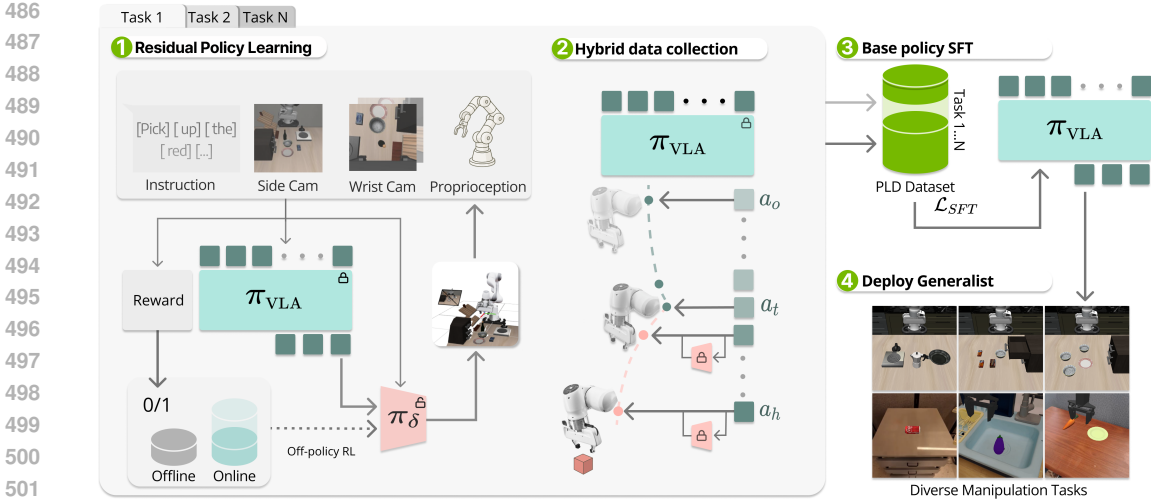 486
487
488
489
490
491
492
493
494
495
496
497
498
499
500
501
Task 1
Task 2
Task N
1 Residual Policy Learning
[Pick] [ up] [ the]
[ red] [...]
Instruction
Side Cam
Wrist Cam
Proprioception
Reward
π_VLA
0/1
Offline
Online
Off-policy RL
π_δ
2 Hybrid data collection
π_VLA
a_o
a_t
a_h
3 Base policy SFT
Task 1...N
PLD Dataset
ℒ_SFT
π_VLA
4 Deploy Generalist
Diverse Manipulation Tasks